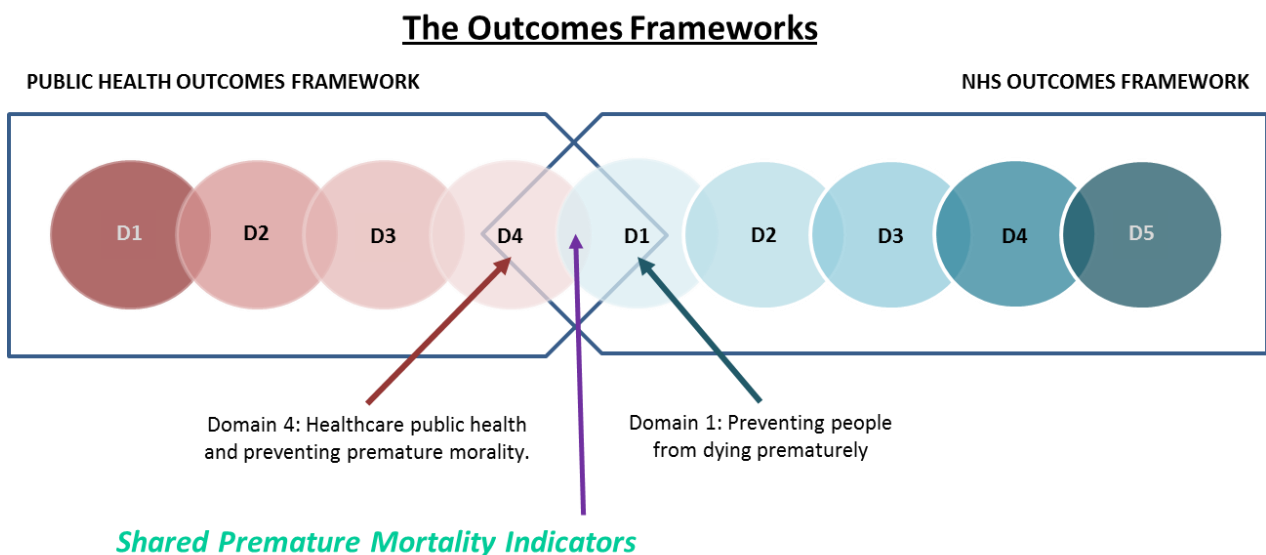 The Outcomes Frameworks
PUBLIC HEALTH OUTCOMES FRAMEWORK
NHS OUTCOMES FRAMEWORK
D1
D2
D3
D4
D1
D2
D3
D4
D5
Domain 4: Healthcare public health
and preventing premature morality.
Domain 1: Preventing people
from dying prematurely
Shared Premature Mortality Indicators